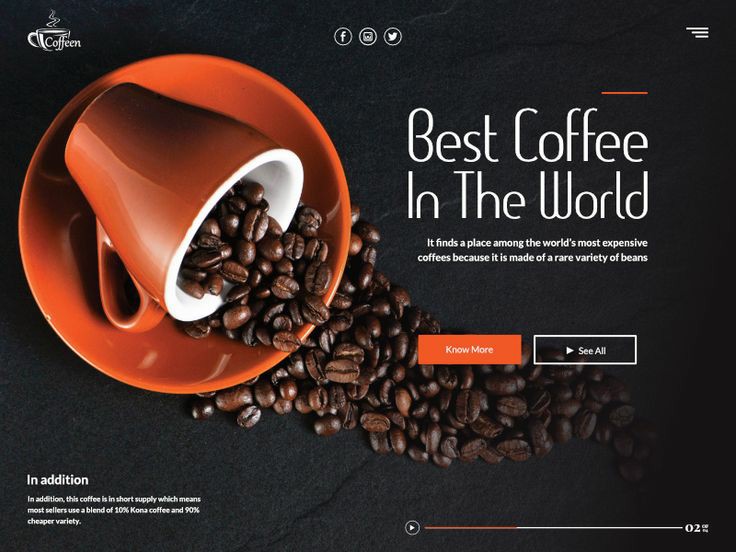 Coffeen
Best Coffee
In The World
It finds a place among the world's most expensive
coffees because it is made of a rare variety of beans
Know More
See All
In addition
In addition, this coffee is in short supply which means
most sellers use a blend of 10% Kona coffee and 90%
cheaper variety.
02